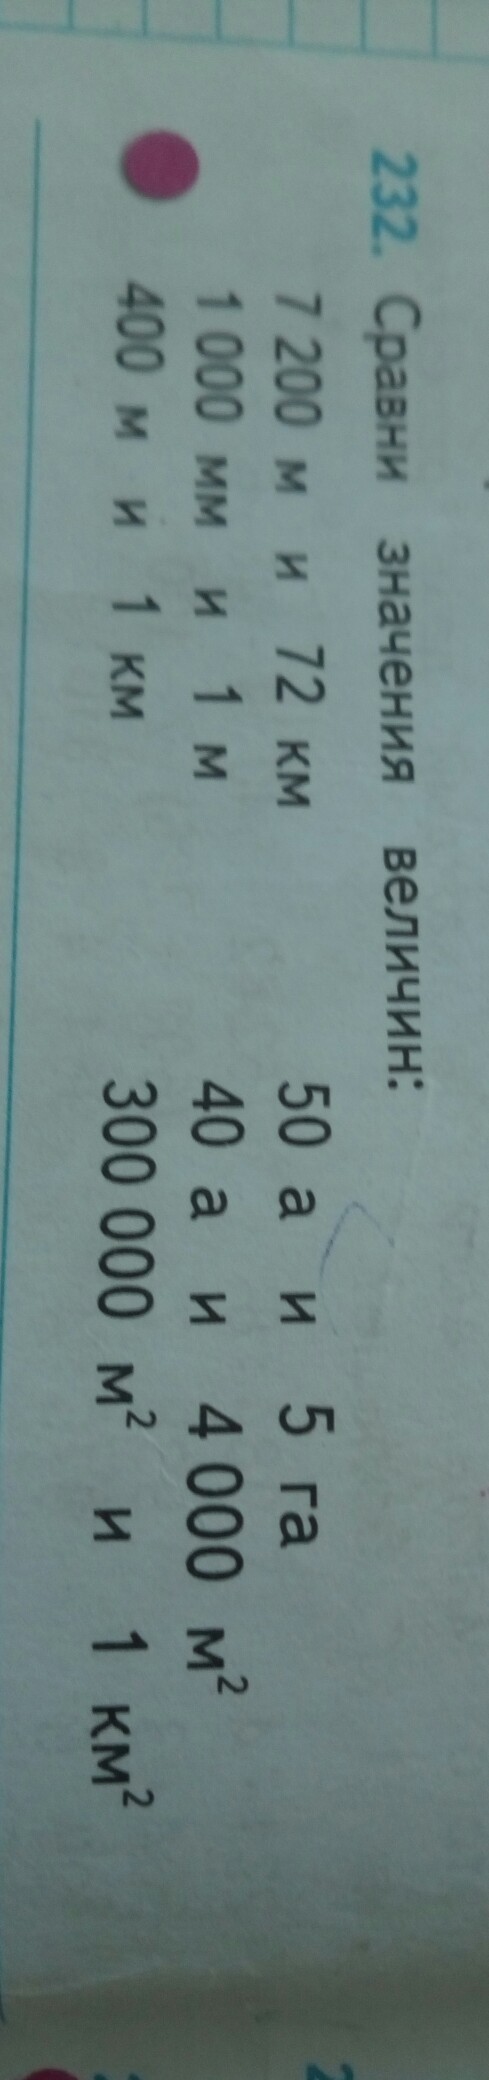 232. Сравни значения величин:
7 200 м и 72 км
1 000 мм и 1 м
400 м и 1 км
50 а и 5 га
40 а и 4 000 м²
300 000 м² и 1 км²